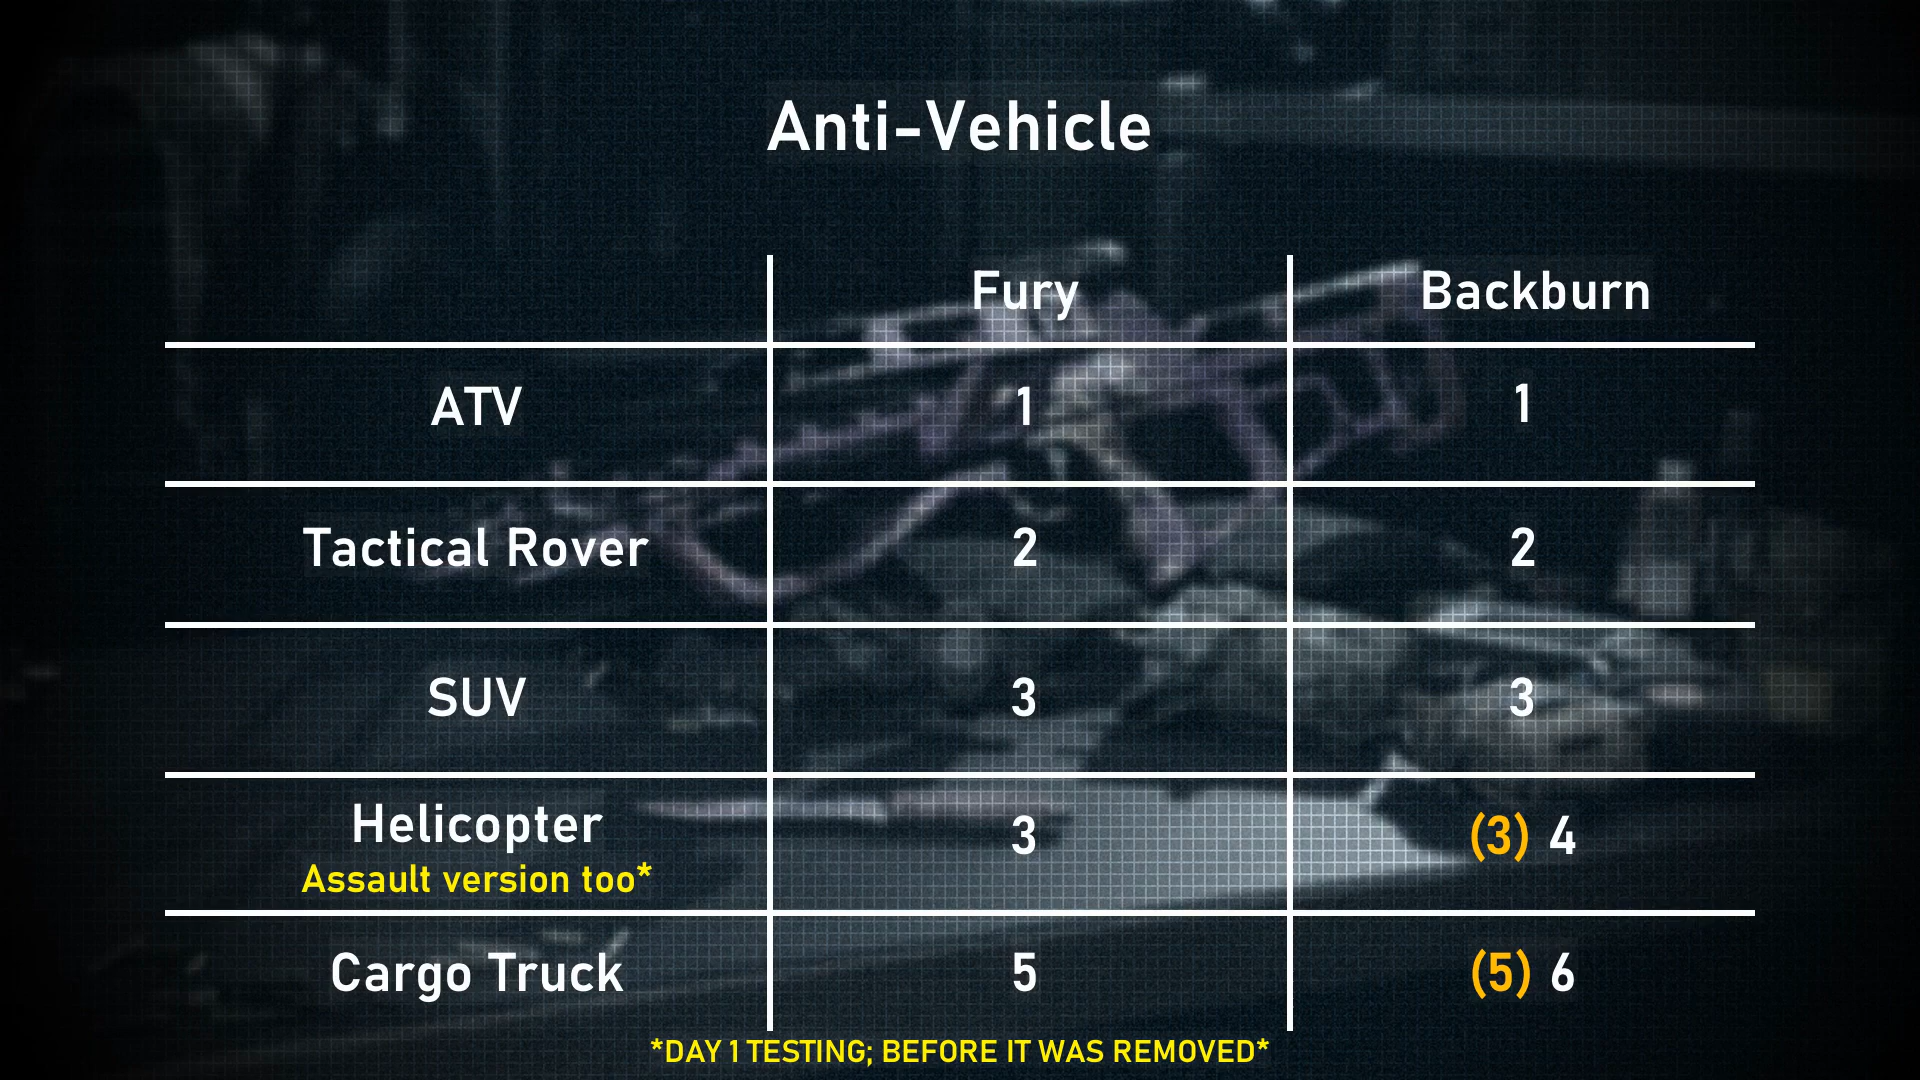 Anti-Vehicle
Fury Backburn
ATV 1 1
Tactical Rover 2 2
SUV 3 3
Helicopter 3 (3) 4
Assault version too*
Cargo Truck 5 (5) 6
*DAY 1 TESTING; BEFORE IT WAS REMOVED*